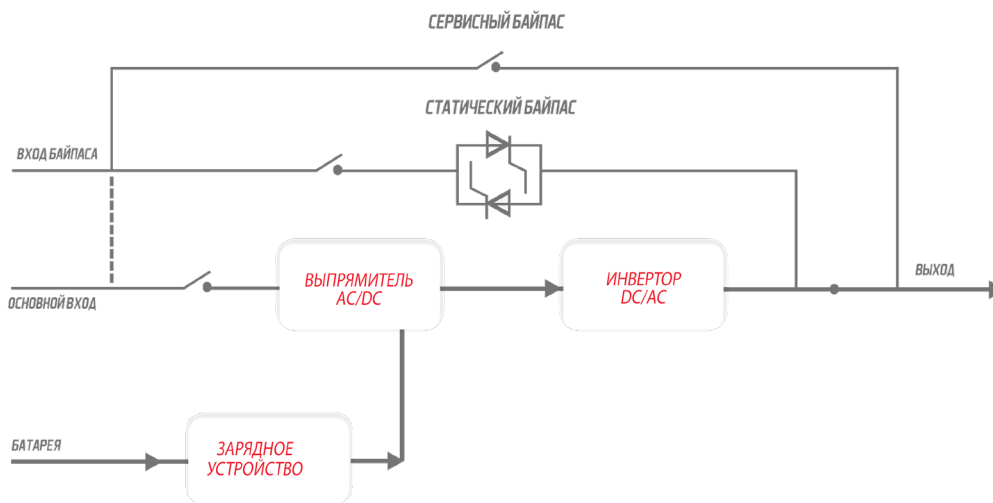 СЕРВИСНЫЙ БАЙПАС
СТАТИЧЕСКИЙ БАЙПАС
ВХОД БАЙПАСА
ВЫПРЯМИТЕЛЬ
AC/DC
ИНВЕРТОР
DC/AC
ВЫХОД
ОСНОВНОЙ ВХОД
БАТАРЕЯ
ЗАРЯДНОЕ
УСТРОЙСТВО